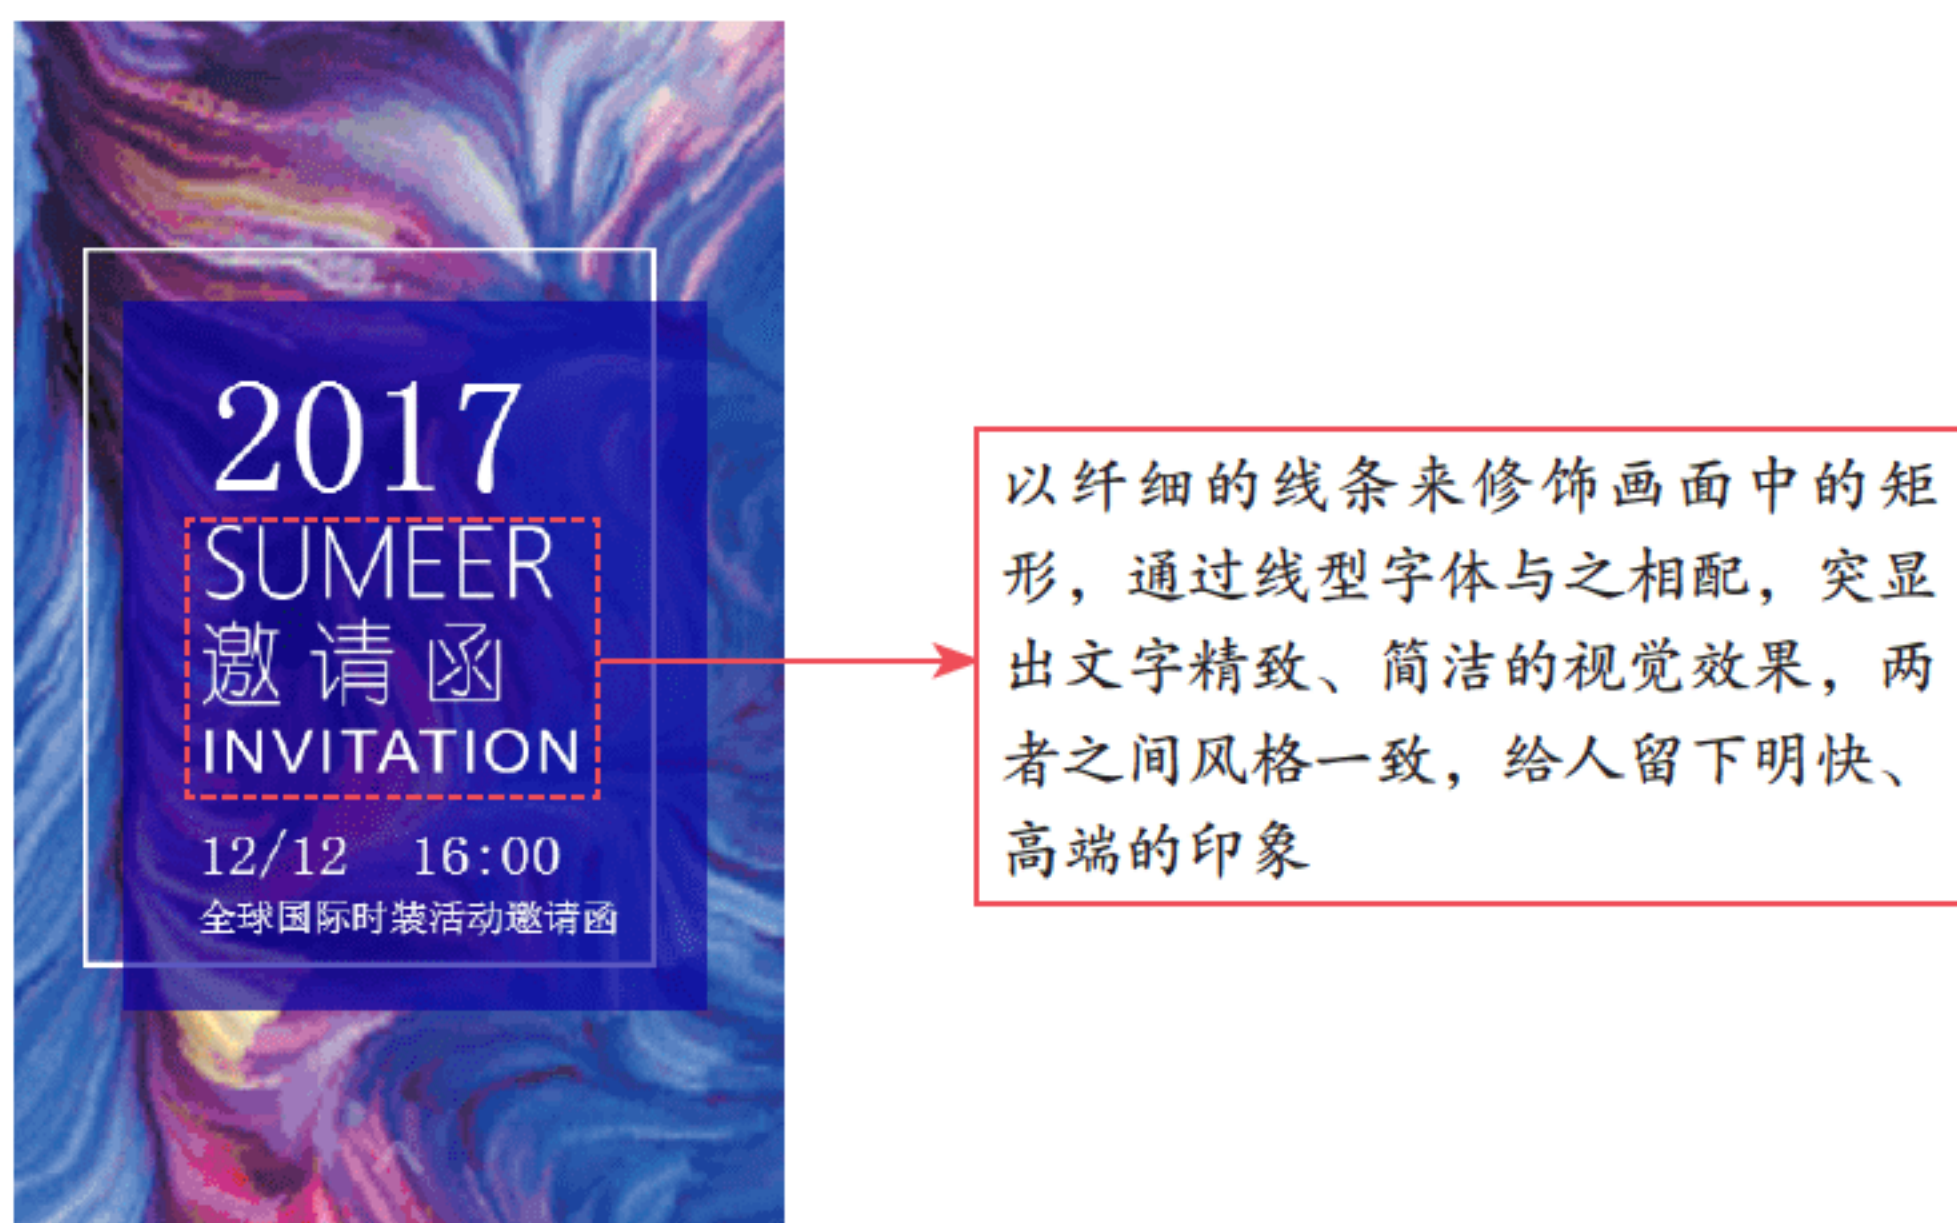 2017
SUMEER
邀请函
INVITATION
12/12 16:00
全球国际时装活动邀请函
以纤细的线条来修饰画面中的矩
形，通过线型字体与之相配，突显
出文字精致、简洁的视觉效果，两
者之间风格一致，给人留下明快、
高端的印象